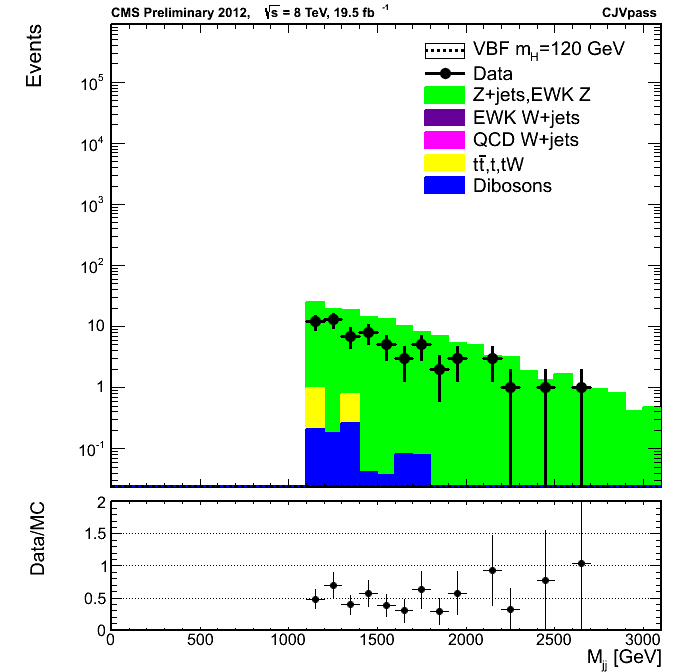 CMS Preliminary 2012, √s = 8 TeV, 19.5 fb⁻¹ CJVpass
Events
VBF m_H=120 GeV
Data
Z+jets,EWK Z
EWK W+jets
QCD W+jets
tt̅,t,tW
Dibosons
10⁵
10⁴
10³
10²
10
1
10⁻¹
Data/MC
2
1.5
1
0.5
0
0 500 1000 1500 2000 2500 3000
M_jj [GeV]